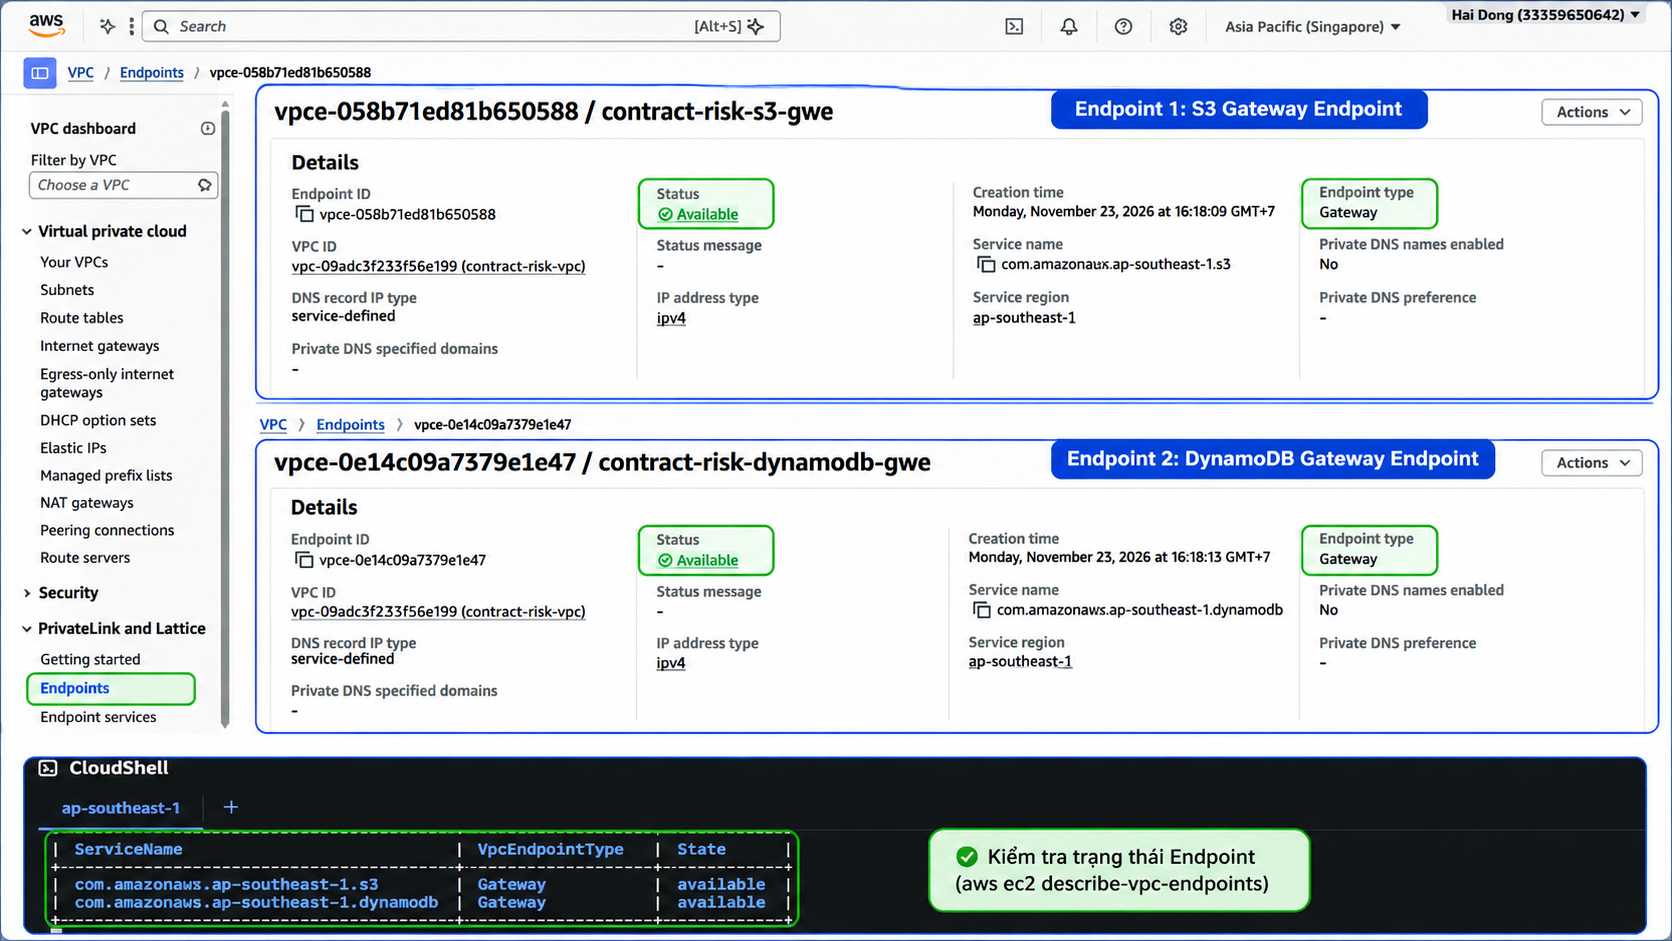 aws
Search [Alt+S]
Asia Pacific (Singapore)
Hai Dong (33359650642)
VPC / Endpoints / vpce-058b71ed81b650588
VPC dashboard
Filter by VPC
Choose a VPC
Virtual private cloud
Your VPCs
Subnets
Route tables
Internet gateways
Egress-only internet
gateways
DHCP option sets
Elastic IPs
Managed prefix lists
NAT gateways
Peering connections
Route servers
Security
PrivateLink and Lattice
Getting started
Endpoints
Endpoint services
vpce-058b71ed81b650588 / contract-risk-s3-gwe
Endpoint 1: S3 Gateway Endpoint
Actions
Details
Endpoint ID
vpce-058b71ed81b650588
VPC ID
vpc-09adc3f233f56e199 (contract-risk-vpc)
DNS record IP type
service-defined
Private DNS specified domains
-
Status
Available
Status message
-
IP address type
ipv4
Creation time
Monday, November 23, 2026 at 16:18:09 GMT+7
Service name
com.amazonaws.ap-southeast-1.s3
Service region
ap-southeast-1
Endpoint type
Gateway
Private DNS names enabled
No
Private DNS preference
-
VPC > Endpoints > vpce-0e14c09a7379e1e47
vpce-0e14c09a7379e1e47 / contract-risk-dynamodb-gwe
Endpoint 2: DynamoDB Gateway Endpoint
Actions
Details
Endpoint ID
vpce-0e14c09a7379e1e47
VPC ID
vpc-09adc3f233f56e199 (contract-risk-vpc)
DNS record IP type
service-defined
Private DNS specified domains
-
Status
Available
Status message
-
IP address type
ipv4
Creation time
Monday, November 23, 2026 at 16:18:13 GMT+7
Service name
com.amazonaws.ap-southeast-1.dynamodb
Service region
ap-southeast-1
Endpoint type
Gateway
Private DNS names enabled
No
Private DNS preference
-
CloudShell
ap-southeast-1 +
| ServiceName | VpcEndpointType | State |
| com.amazonaws.ap-southeast-1.s3 | Gateway | available |
| com.amazonaws.ap-southeast-1.dynamodb | Gateway | available |
Kiểm tra trạng thái Endpoint
(aws ec2 describe-vpc-endpoints)